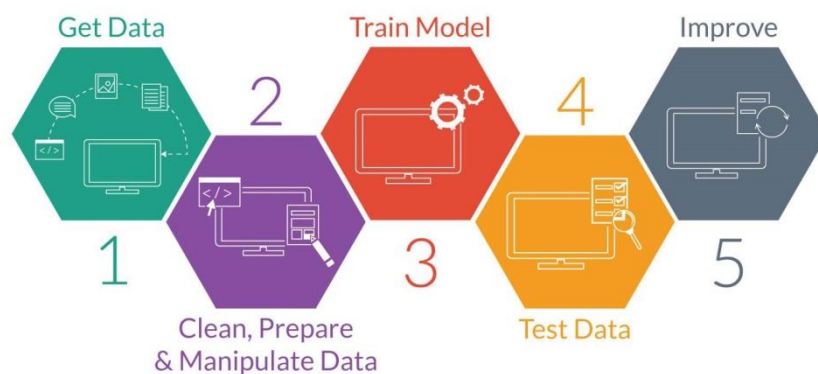 Get Data
1
2
Clean, Prepare
& Manipulate Data
Train Model
3
4
Test Data
Improve
5
</>
</>